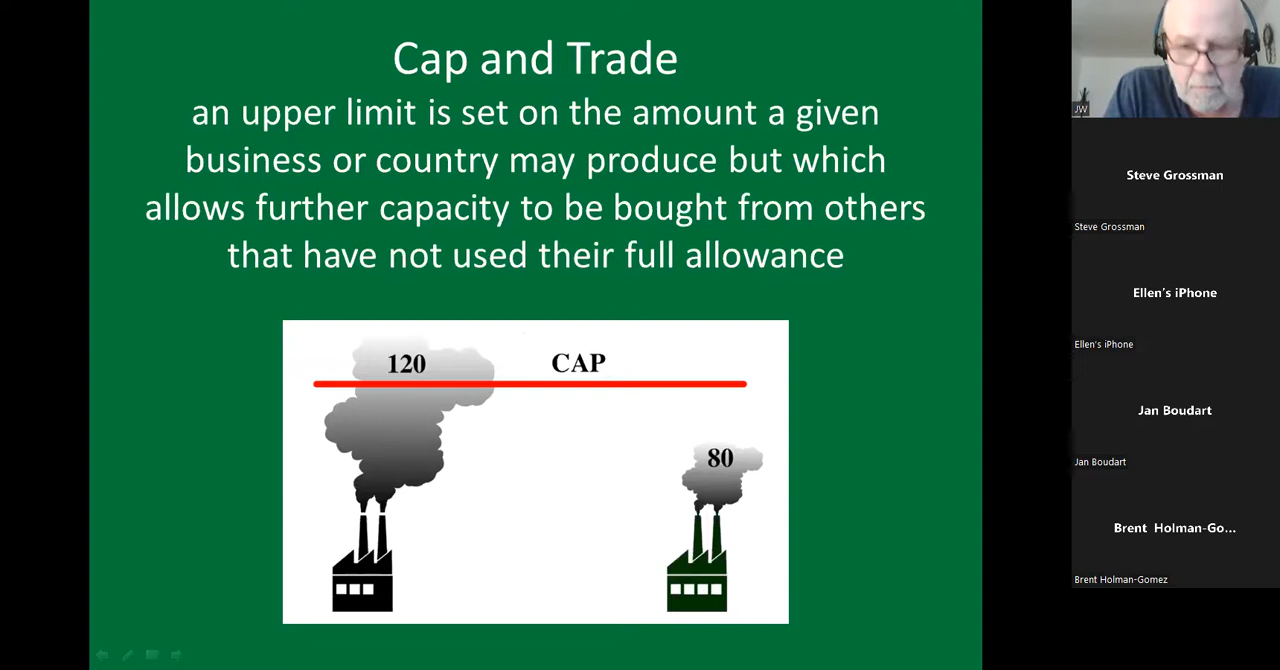 Cap and Trade
an upper limit is set on the amount a given
business or country may produce but which
allows further capacity to be bought from others
that have not used their full allowance
120
CAP
80
JW
Steve Grossman
Steve Grossman
Ellen's iPhone
Ellen's iPhone
Jan Boudart
Jan Boudart
Brent Holman-Go...
Brent Holman-Gomez